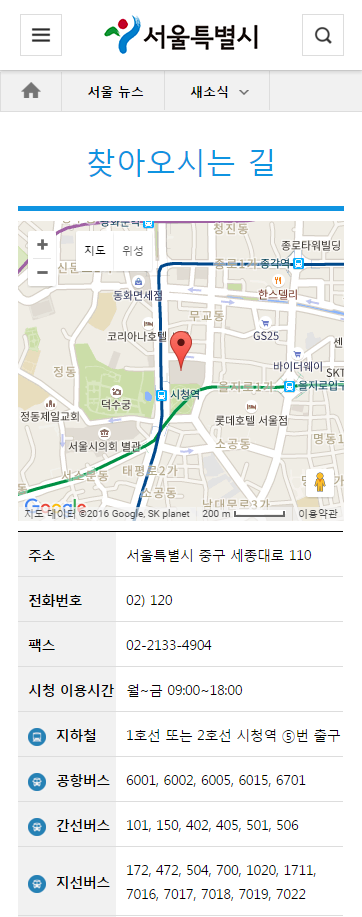 서울특별시
서울 뉴스
새소식
찾아오시는 길
지도
위성
청진동
종로타워빌딩
종로1가
종각역
동화면세점
한스델리
무교동
코리아나호텔
GS25
바이더웨이
정동
SKT
덕수궁
시청역
을지로1가
을지로입구
정동제일교회
롯데호텔 서울점
서울시의회 별관
소공동
명동1
태평로2가
서소문동
소공동
남대문로3가
Google
지도 데이터 ©2016 Google, SK planet
200 m
이용약관
주소
서울특별시 중구 세종대로 110
전화번호
02) 120
팩스
02-2133-4904
시청 이용시간
월~금 09:00~18:00
지하철
1호선 또는 2호선 시청역 ⑤번 출구
공항버스
6001, 6002, 6005, 6015, 6701
간선버스
101, 150, 402, 405, 501, 506
지선버스
172, 472, 504, 700, 1020, 1711,
7016, 7017, 7018, 7019, 7022